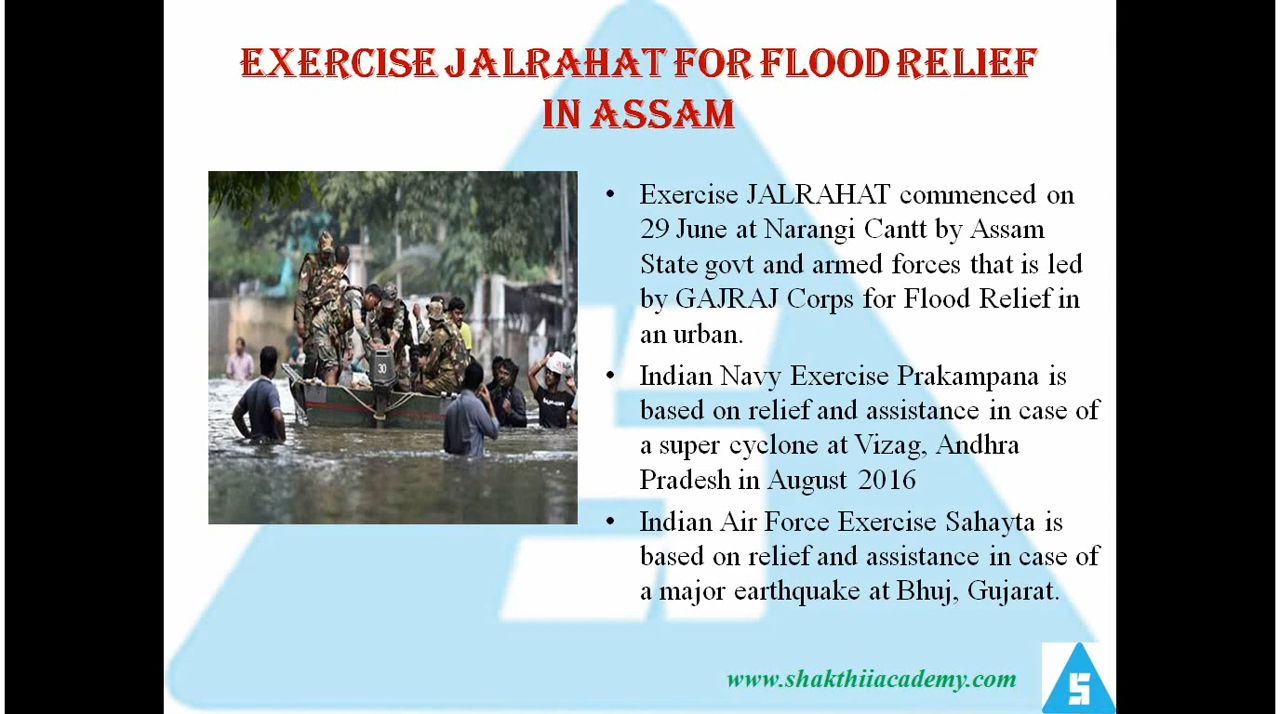 EXERCISE JALRAHAT FOR FLOOD RELIEF
IN ASSAM
• Exercise JALRAHAT commenced on
29 June at Narangi Cantt by Assam
State govt and armed forces that is led
by GAJRAJ Corps for Flood Relief in
an urban.
• Indian Navy Exercise Prakampana is
based on relief and assistance in case of
a super cyclone at Vizag, Andhra
Pradesh in August 2016
• Indian Air Force Exercise Sahayta is
based on relief and assistance in case of
a major earthquake at Bhuj, Gujarat.
30
www.shakthiiacademy.com
S